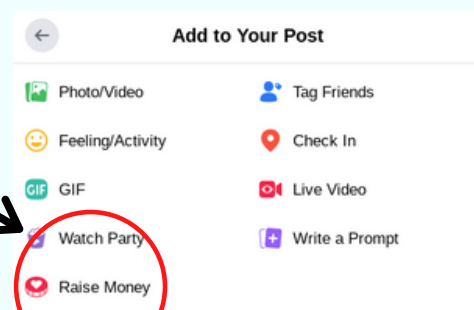 Add to Your Post
Photo/Video
Tag Friends
Feeling/Activity
Check In
GIF
GIF
Live Video
Watch Party
Write a Prompt
Raise Money